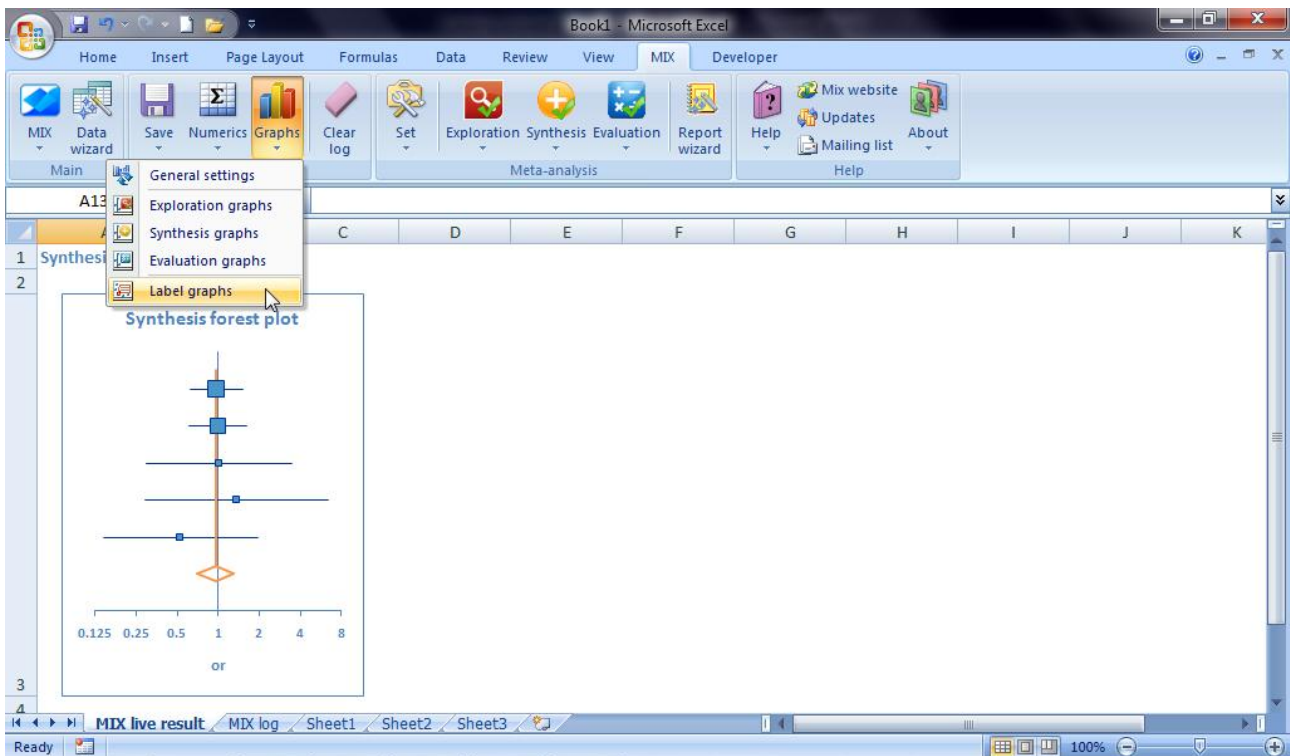 Book1 - Microsoft Excel
Home Insert Page Layout Formulas Data Review View MIX Developer
MIX
Data wizard
Save
Numerics
Graphs
Clear log
Set
Exploration
Synthesis
Evaluation
Report wizard
Help
Mix website
Updates
Mailing list
About
Main
Meta-analysis
Help
General settings
Exploration graphs
Synthesis graphs
Evaluation graphs
Label graphs
A B C D E F G H I J K
1
2
3
4
Synthesis forest plot
0.125 0.25 0.5 1 2 4 8
or
MIX live result MIX log Sheet1 Sheet2 Sheet3
Ready
100%